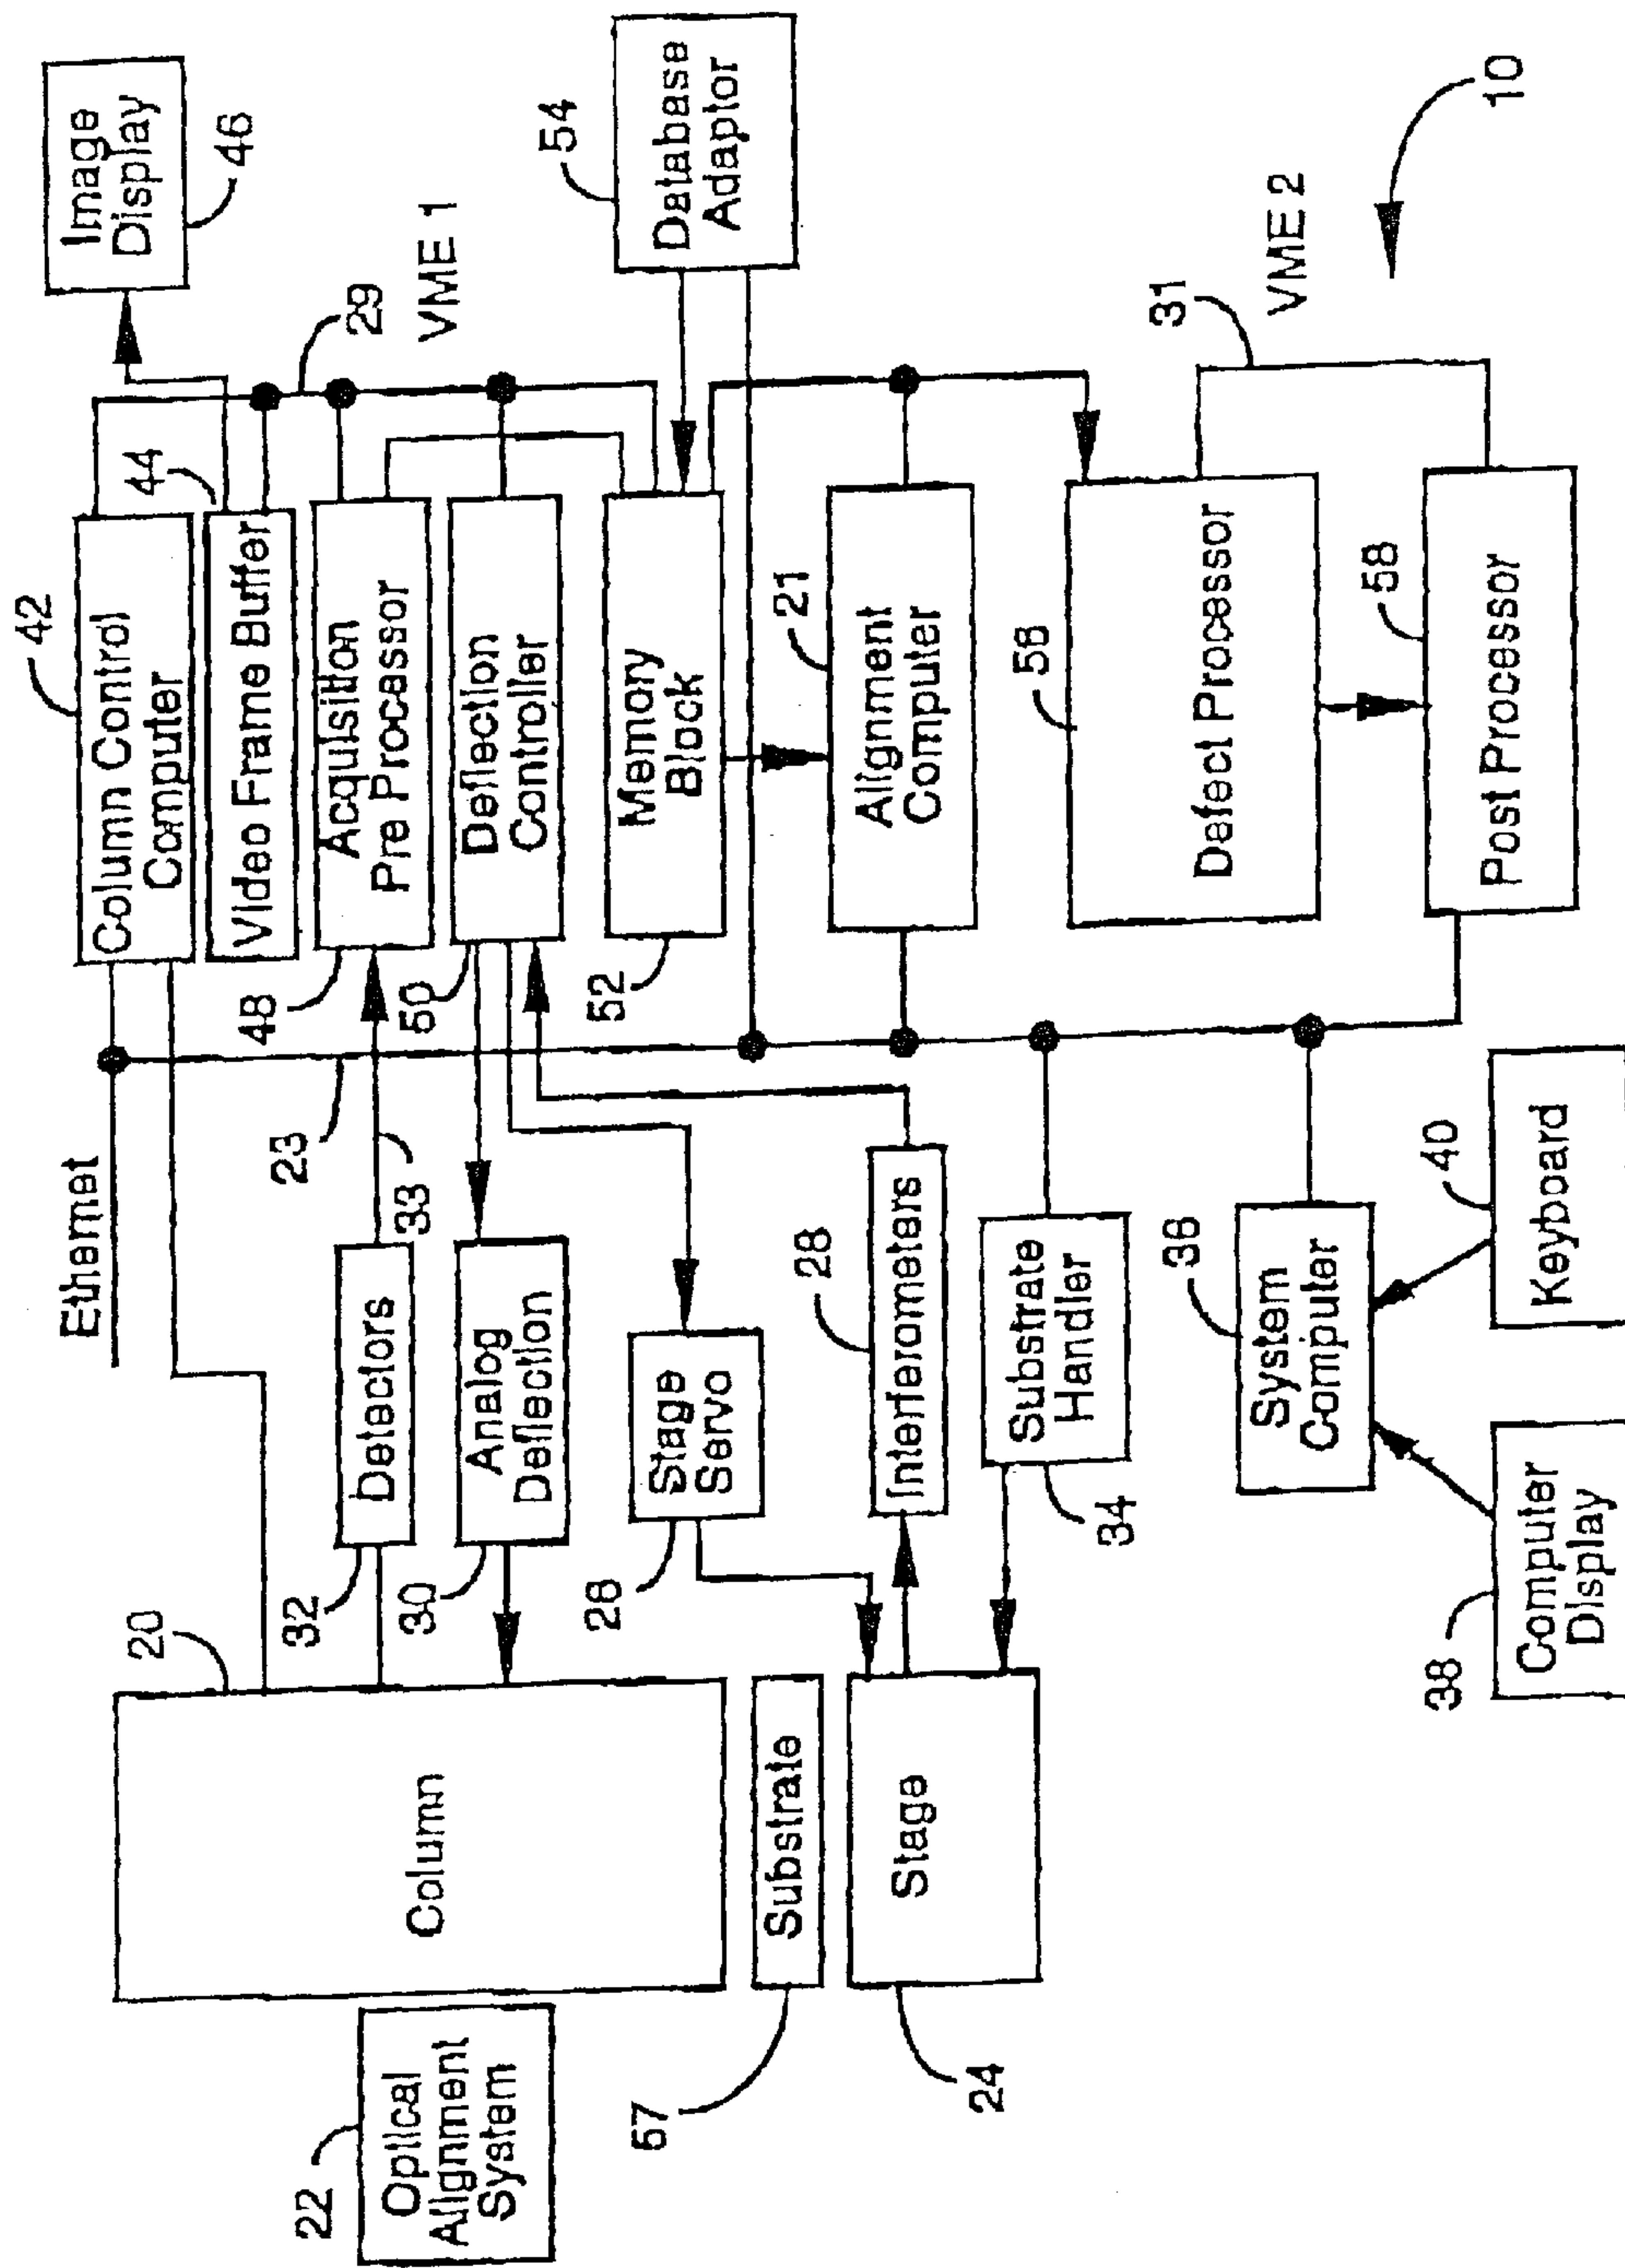 Ethernet
Column Control
Computer
42
Video Frame Buffer
44
Image
Display
46
29
VME 1
Acquisition
Pre Processor
48
Deflection
Controller
50
Memory
Block
52
Database
Adaptor
54
Alignment
Computer
21
Defect Processor
56
31
VME 2
Post Processor
58
10
23
33
Detectors
32
Analog
Deflection
30
Stage
Servo
26
Interferometers
28
Substrate
Handler
34
System
Computer
36
Keyboard
40
Computer
Display
38
Column
20
Optical
Alignment
System
22
Substrate
57
Stage
24